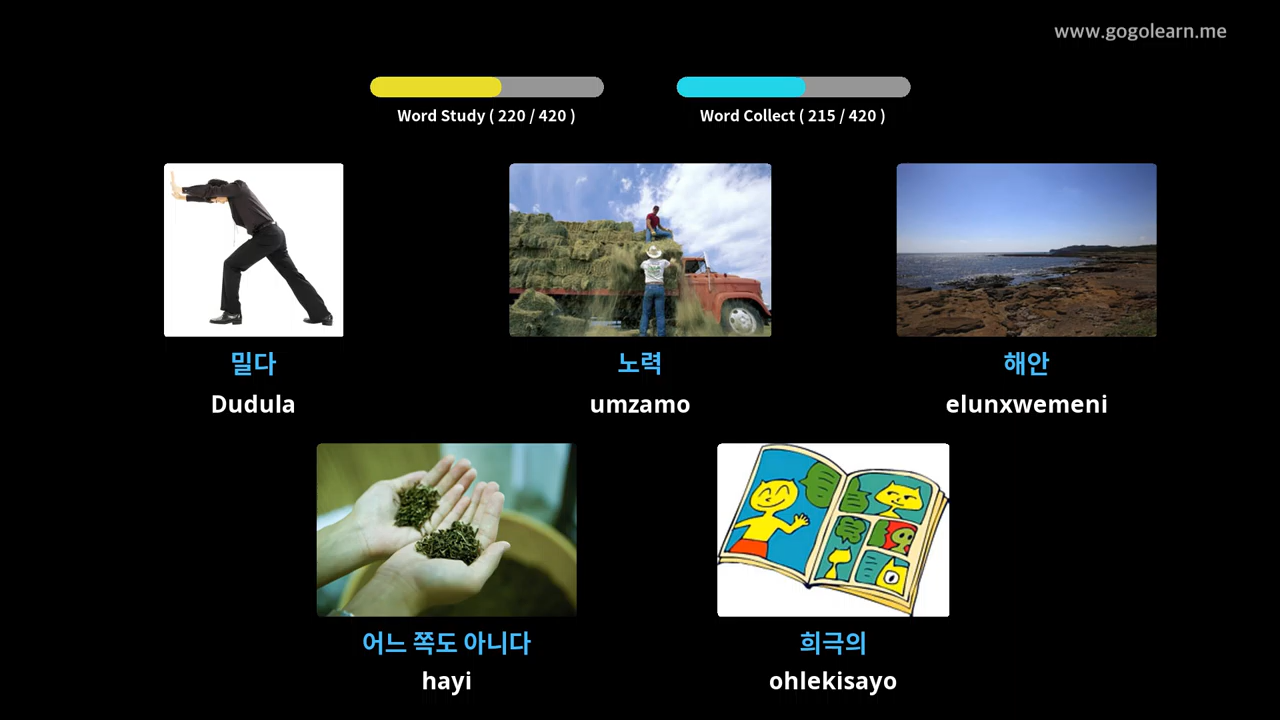 www.gogolearn.me
Word Study ( 220 / 420 )
Word Collect ( 215 / 420 )
밀다
Dudula
노력
umzamo
해안
elunxwemeni
어느 쪽도 아니다
hayi
희극의
ohlekisayo